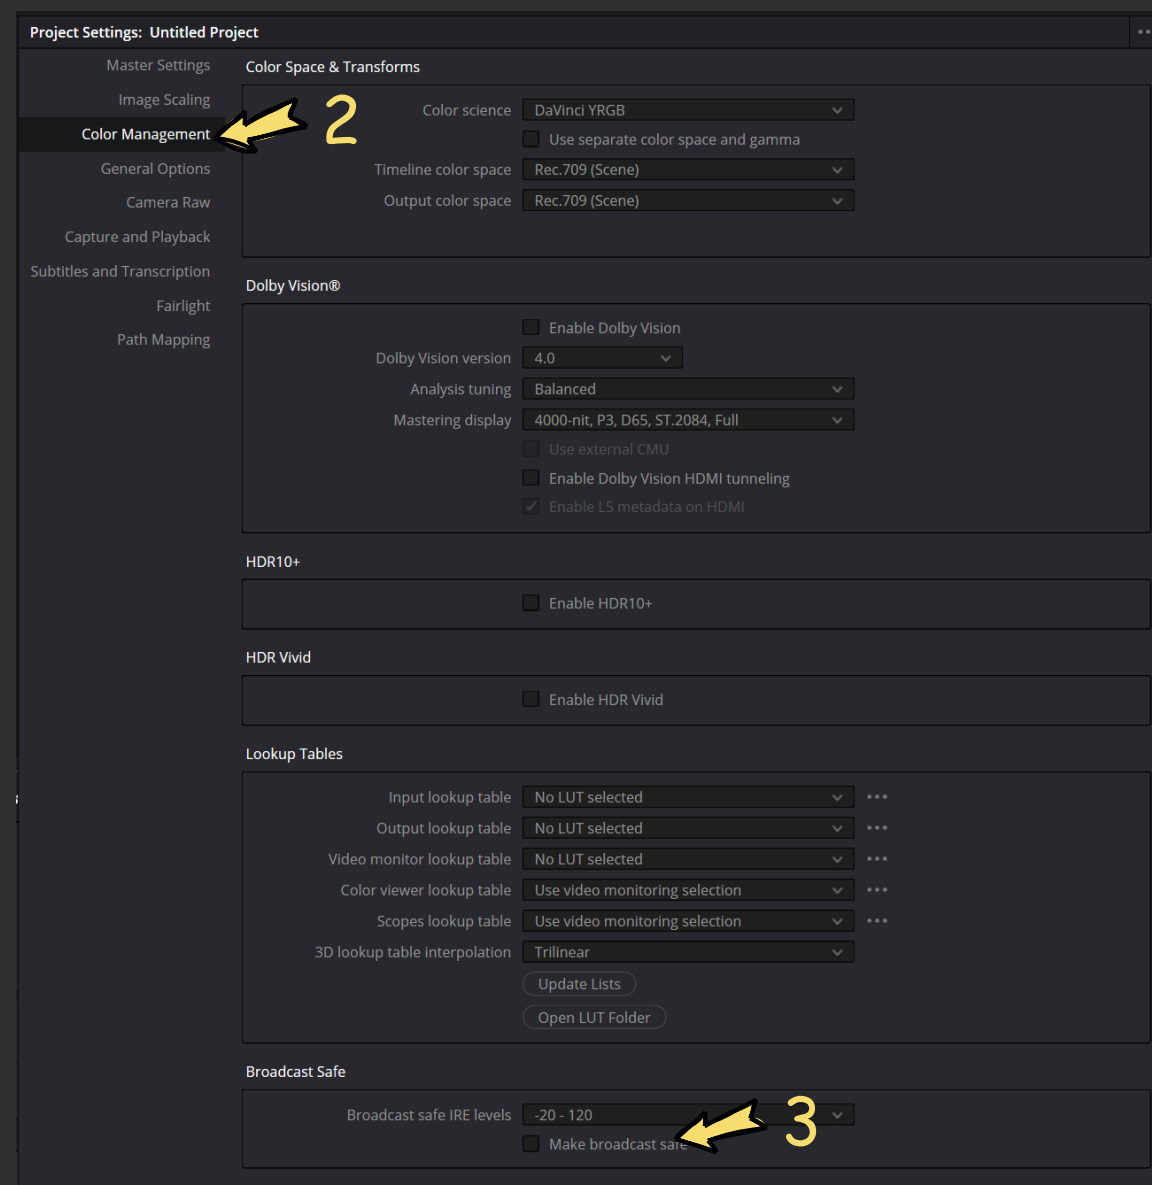 Project Settings: Untitled Project
Master Settings
Image Scaling
Color Management
2
General Options
Camera Raw
Capture and Playback
Subtitles and Transcription
Fairlight
Path Mapping
Color Space & Transforms
Color science DaVinci YRGB
Use separate color space and gamma
Timeline color space Rec.709 (Scene)
Output color space Rec.709 (Scene)
Dolby Vision®
Enable Dolby Vision
Dolby Vision version 4.0
Analysis tuning Balanced
Mastering display 4000-nit, P3, D65, ST.2084, Full
Use external CMU
Enable Dolby Vision HDMI tunneling
Enable L5 metadata on HDMI
HDR10+
Enable HDR10+
HDR Vivid
Enable HDR Vivid
Lookup Tables
Input lookup table No LUT selected
Output lookup table No LUT selected
Video monitor lookup table No LUT selected
Color viewer lookup table Use video monitoring selection
Scopes lookup table Use video monitoring selection
3D lookup table interpolation Trilinear
Update Lists
Open LUT Folder
Broadcast Safe
Broadcast safe IRE levels -20 - 120
Make broadcast safe
3